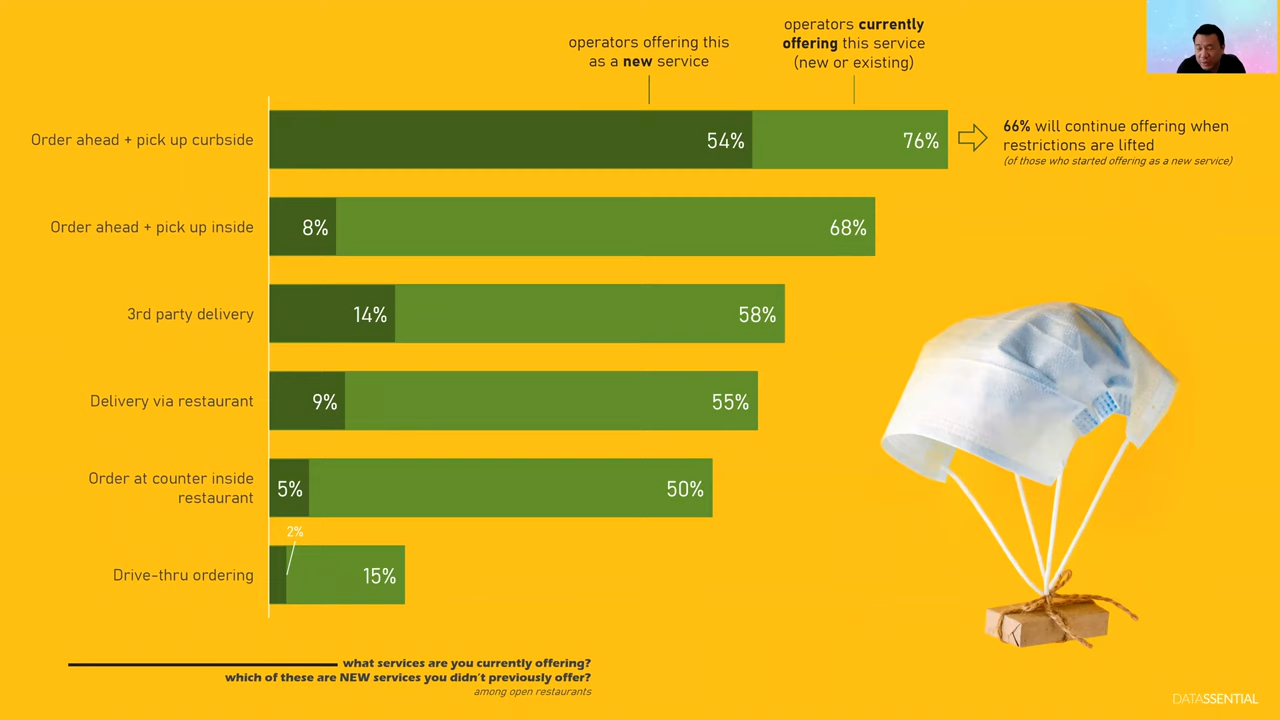 operators offering this
as a new service
operators currently
offering this service
(new or existing)
Order ahead + pick up curbside
54%
76%
66% will continue offering when
restrictions are lifted
(of those who started offering as a new service)
Order ahead + pick up inside
8%
68%
3rd party delivery
14%
58%
Delivery via restaurant
9%
55%
Order at counter inside
restaurant
5%
50%
2%
Drive-thru ordering
15%
what services are you currently offering?
which of these are NEW services you didn't previously offer?
among open restaurants
DATASSENTIAL